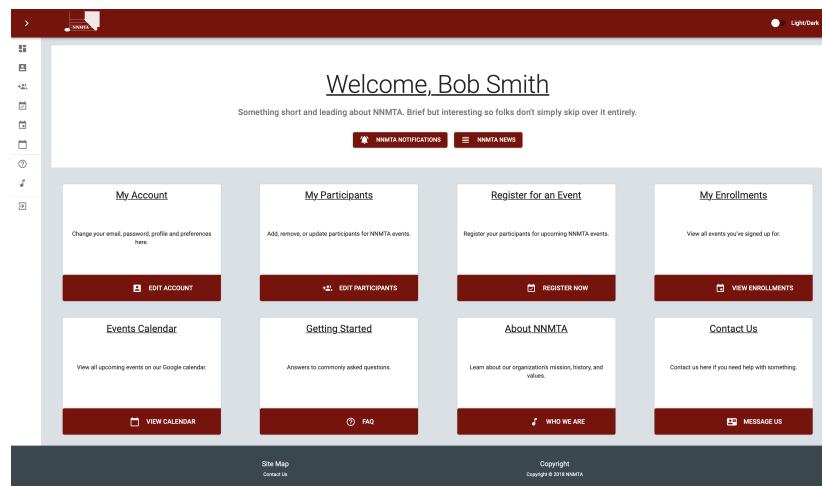 NNMTA
Light/Dark
Welcome, Bob Smith
Something short and leading about NNMTA. Brief but interesting so folks don't simply skip over it entirely.
NNMTA NOTIFICATIONS
NNMTA NEWS
My Account
Change your email, password, profile and preferences
here.
EDIT ACCOUNT
My Participants
Add, remove, or update participants for NNMTA events.
EDIT PARTICIPANTS
Register for an Event
Register your participants for upcoming NNMTA events.
REGISTER NOW
My Enrollments
View all events you've signed up for.
VIEW ENROLLMENTS
Events Calendar
View all upcoming events on our Google calendar.
VIEW CALENDAR
Getting Started
Answers to commonly asked questions.
FAQ
About NNMTA
Learn about our organization's mission, history, and
values.
WHO WE ARE
Contact Us
Contact us here if you need help with something.
MESSAGE US
Site Map
Contact Us
Copyright
Copyright © 2018 NNMTA